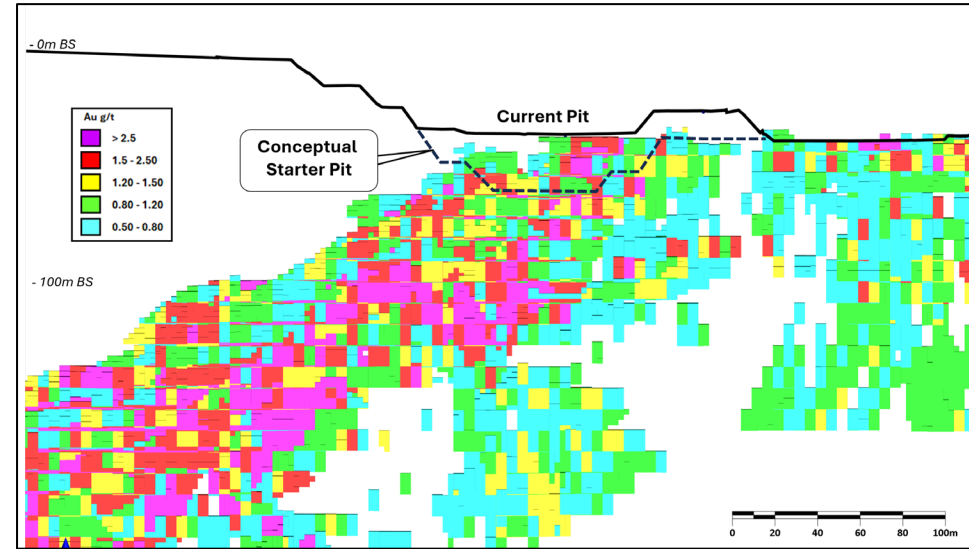 - 0m BS
Au g/t
> 2.5
1.5 - 2.50
1.20 - 1.50
0.80 - 1.20
0.50 - 0.80
Current Pit
Conceptual
Starter Pit
- 100m BS
0 20 40 60 80 100m